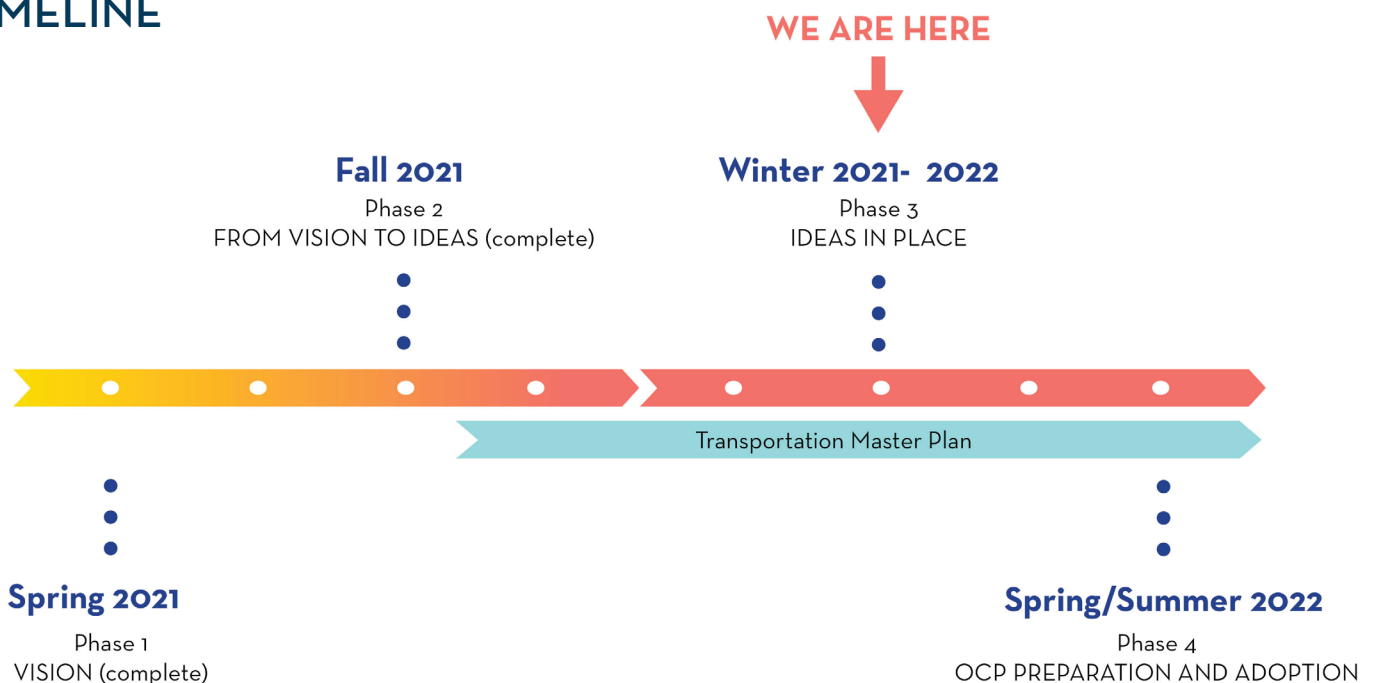 MELINE
WE ARE HERE
Fall 2021
Phase 2
FROM VISION TO IDEAS (complete)
Winter 2021- 2022
Phase 3
IDEAS IN PLACE
Transportation Master Plan
Spring 2021
Phase 1
VISION (complete)
Spring/Summer 2022
Phase 4
OCP PREPARATION AND ADOPTION